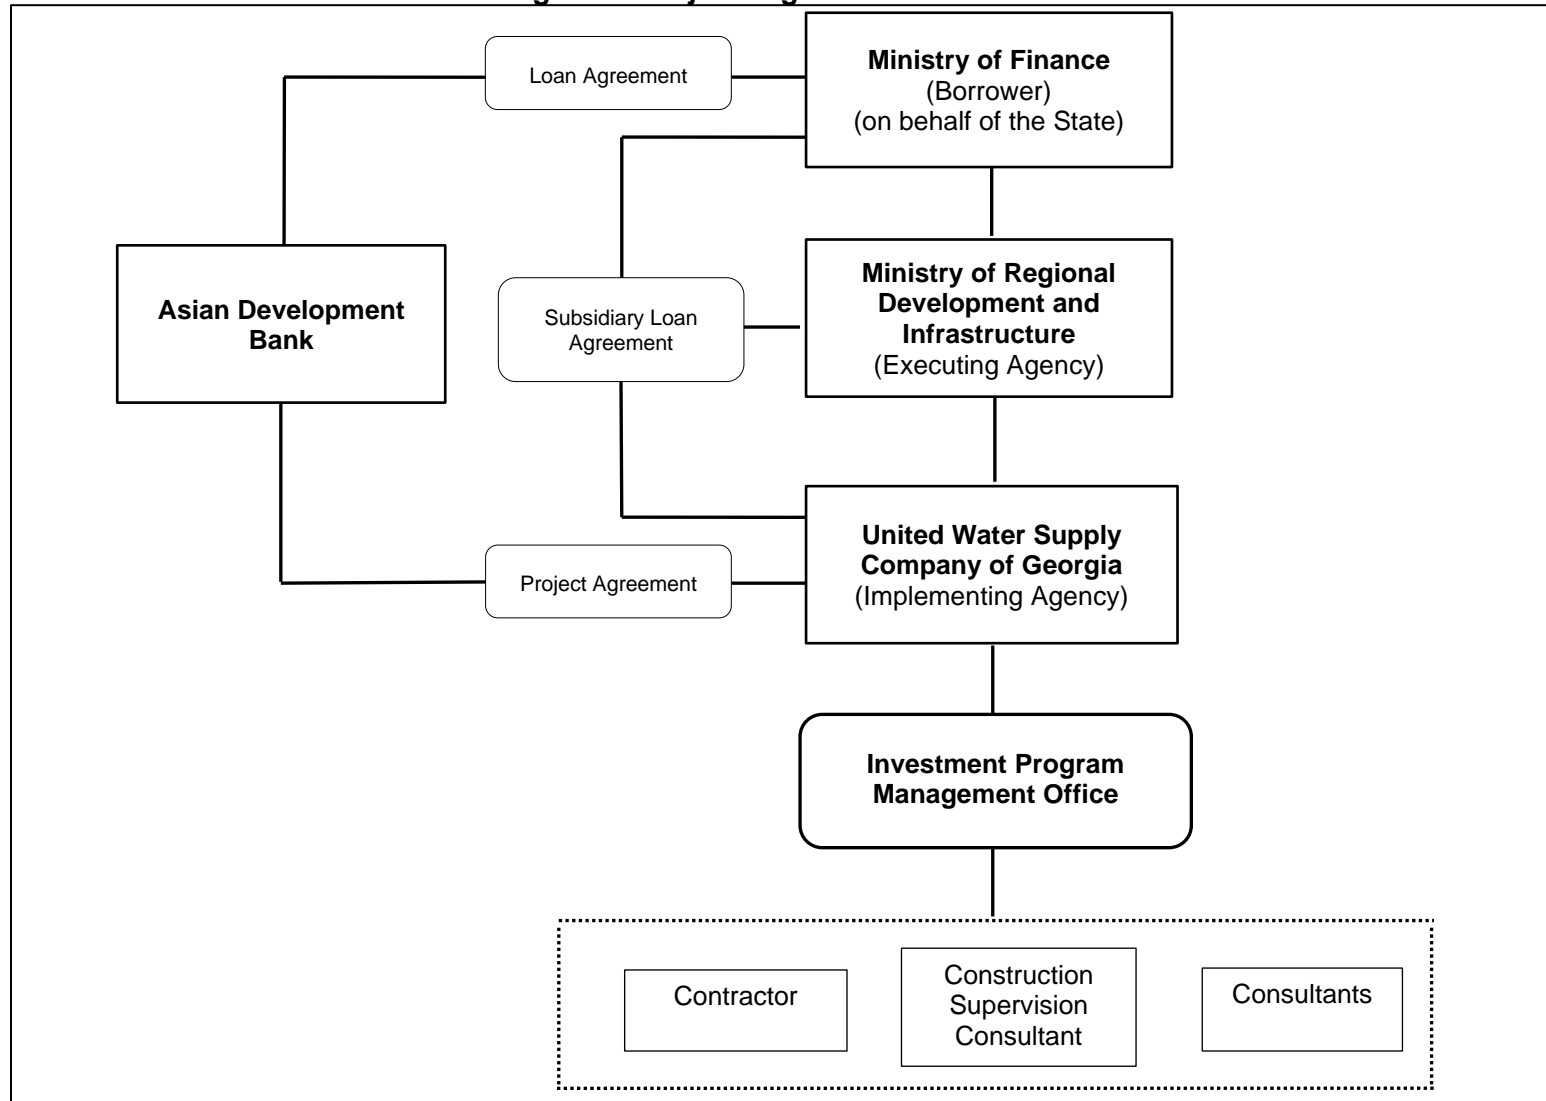 Loan Agreement
Ministry of Finance
(Borrower)
(on behalf of the State)
Asian Development
Bank
Subsidiary Loan
Agreement
Ministry of Regional
Development and
Infrastructure
(Executing Agency)
Project Agreement
United Water Supply
Company of Georgia
(Implementing Agency)
Investment Program
Management Office
Contractor
Construction
Supervision
Consultant
Consultants